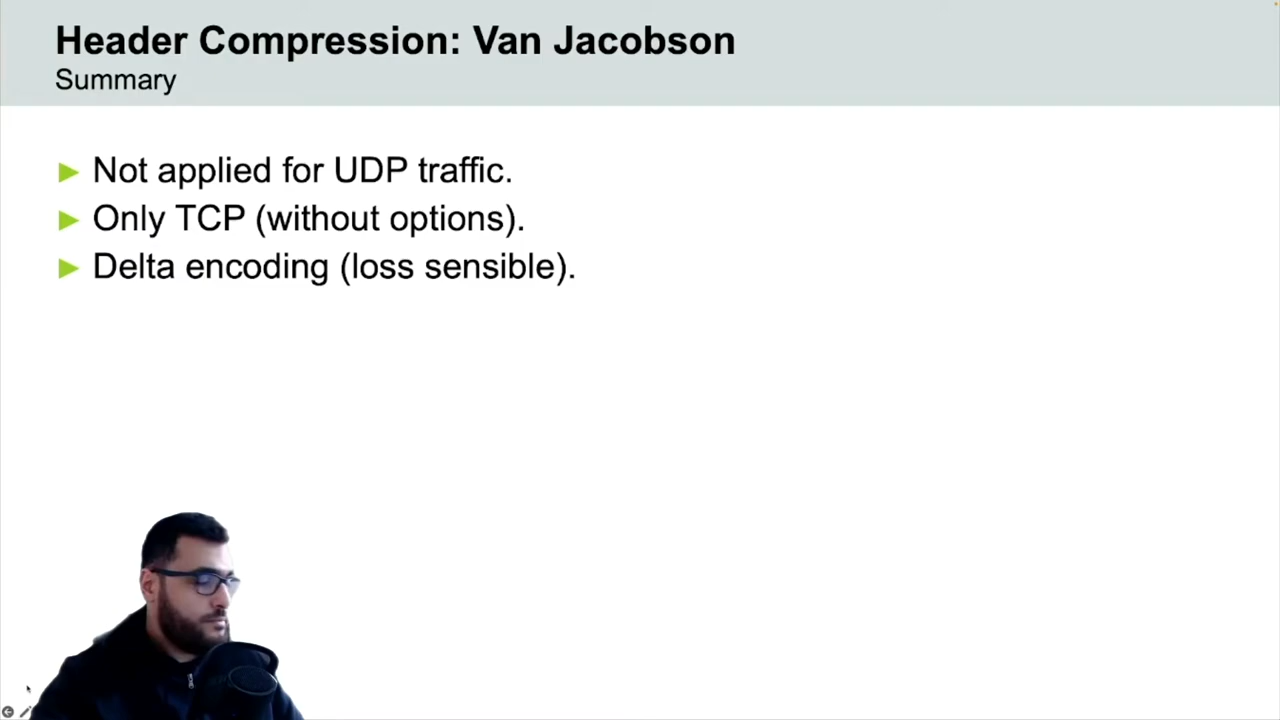 Header Compression: Van Jacobson
Summary
Not applied for UDP traffic.
Only TCP (without options).
Delta encoding (loss sensible).